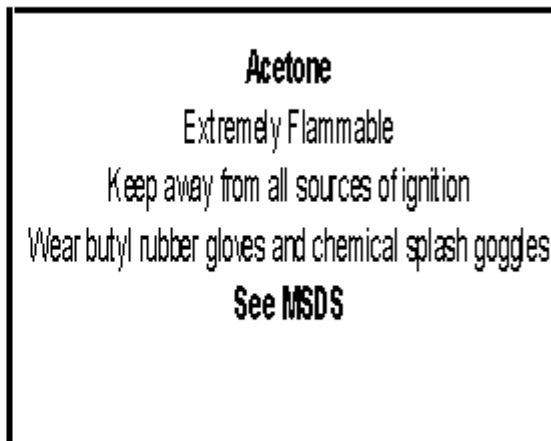 Acetone
Extremely Flammable
Keep away from all sources of ignition
Wear butyl rubber gloves and chemical splash goggles
See MSDS